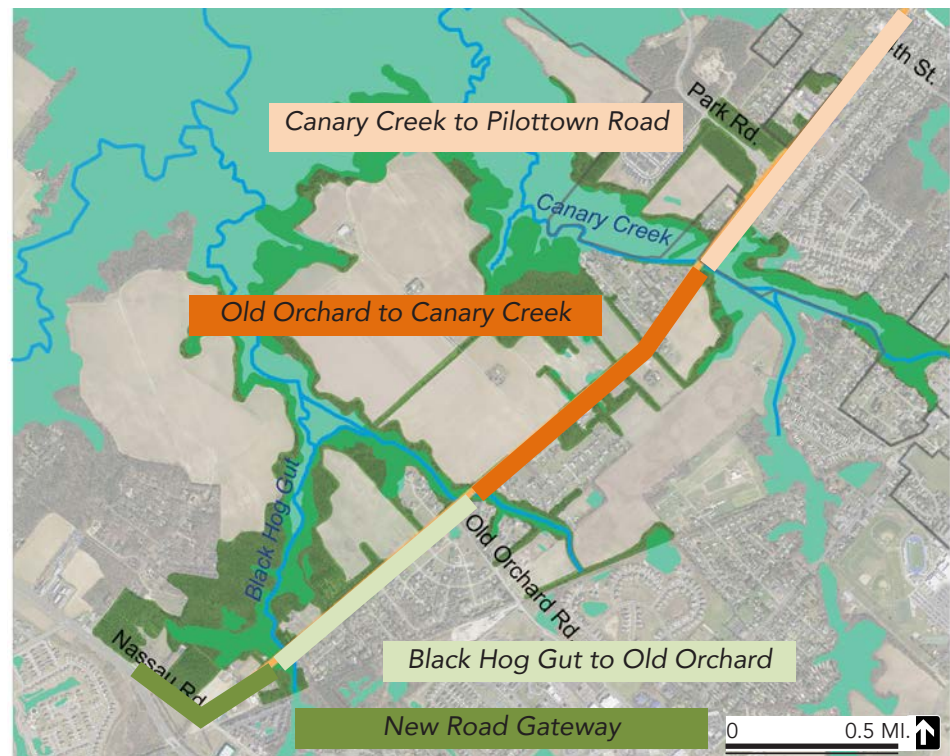 4th St.
Park Rd.
Canary Creek to Pilottown Road
Canary Creek
Old Orchard to Canary Creek
Black Hog Gut
Old Orchard Rd
Nassau Rd
Black Hog Gut to Old Orchard
New Road Gateway
0 0.5 MI.